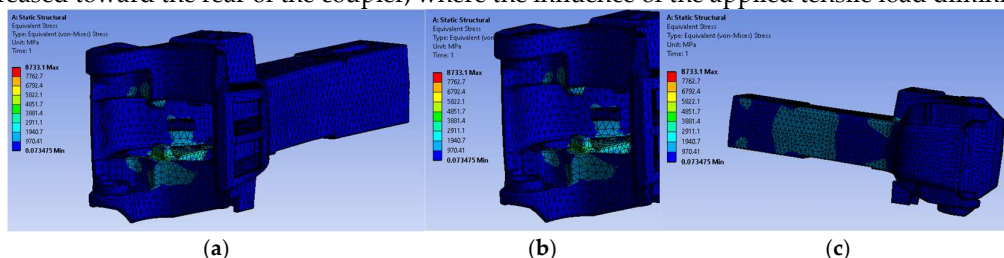 reased toward the rear of the coupler, where the influence of the applied tensile load
A: Static Structural
Equivalent Stress
Type: Equivalent (von-Mises) Stress
Unit: MPa
Time: 1
8733.1 Max
7762.7
6792.4
5822.1
4851.7
3881.4
2911.1
1940.7
970.41
0.073475 Min
A: Static Structural
Equivalent Stress
Type: Equivalent (von-
Unit: MPa
Time: 1
8733.1 Max
7762.7
6792.4
5822.1
4851.7
3881.4
2911.1
1940.7
970.41
0.073475 Min
A: Static Structural
Equivalent Stress
Type: Equivalent (von-Mises) Stress
Unit: MPa
Time: 1
8733.1 Max
7762.7
6792.4
5822.1
4851.7
3881.4
2911.1
1940.7
970.41
0.073475 Min
(a)
(b)
(c)